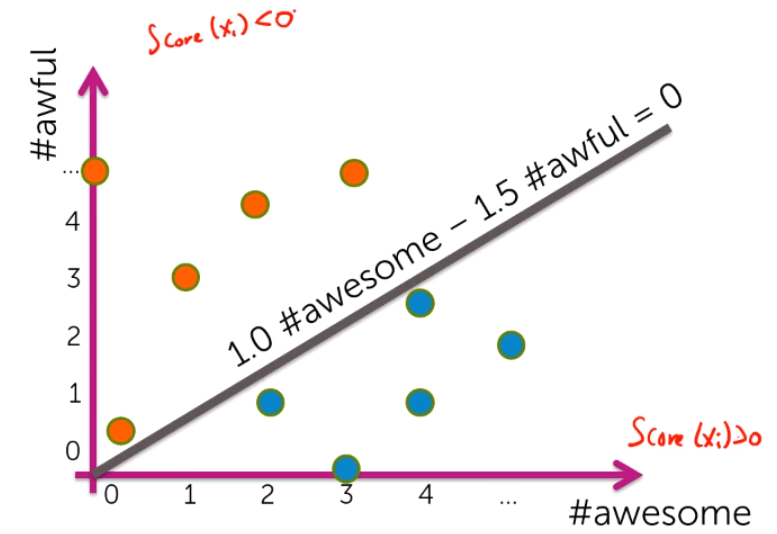 Score(xi) < 0
#awful
...
4
3
2
1
0
1.0 #awesome – 1.5 #awful = 0
Score(xi) > 0
0 1 2 3 4 ...
#awesome